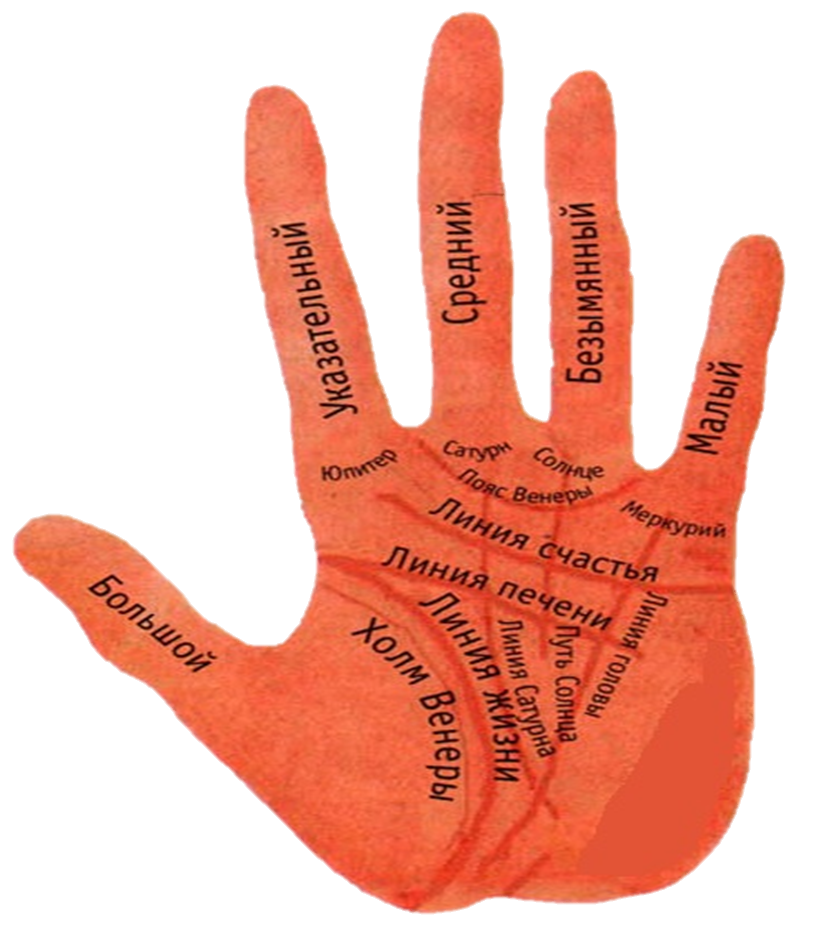 Указательный
Средний
Безымянный
Малый
Большой
Юпитер
Сатурн
Солнце
Пояс Венеры
Меркурий
Линия счастья
Линия печени
Линия жизни
Холм Венеры
Линия Сатурна
Путь Солнца
Линия головы